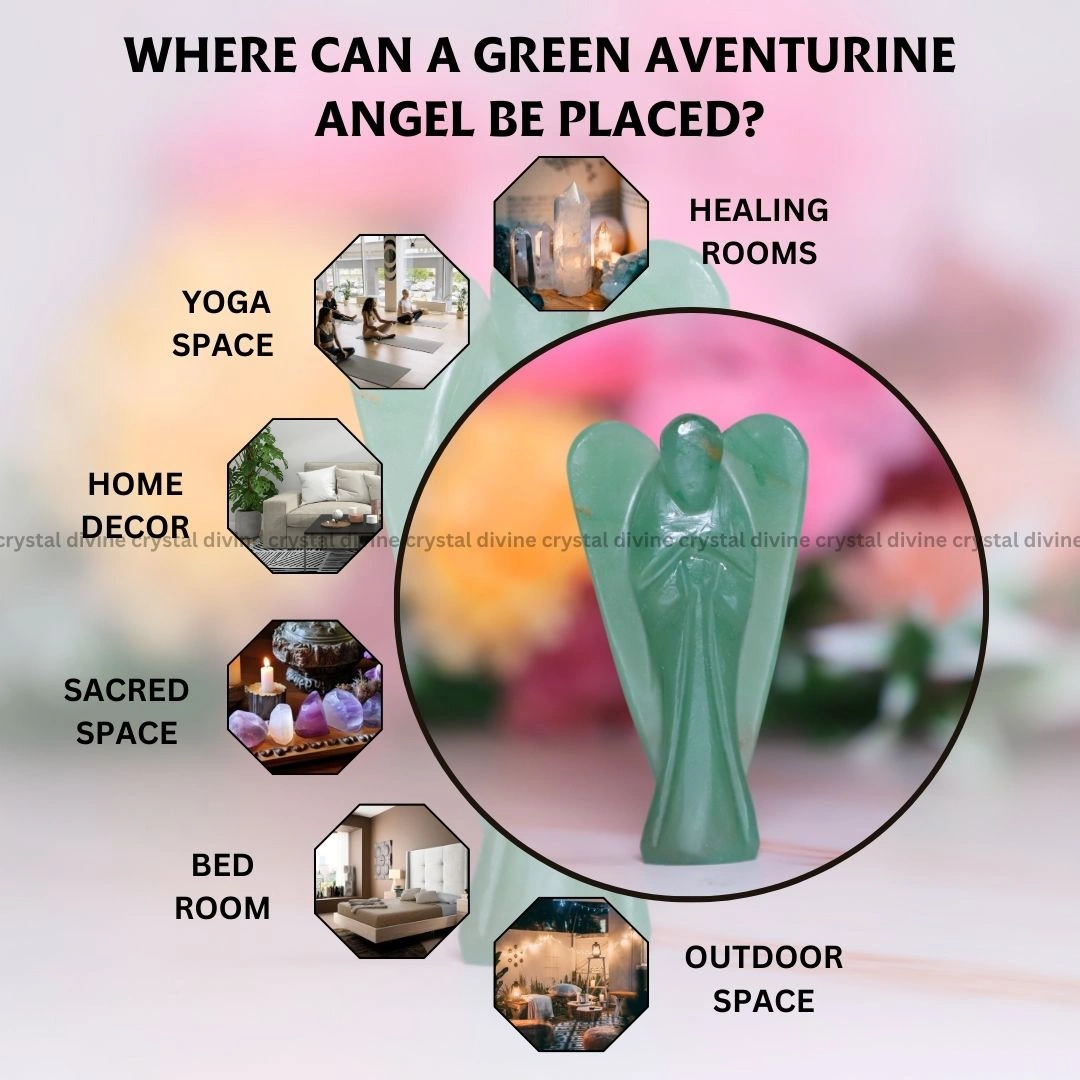 WHERE CAN A GREEN AVENTURINE
ANGEL BE PLACED?
HEALING
ROOMS
YOGA
SPACE
HOME
DECOR
crystal divine crystal divine crystal divine crystal divine crystal divine crystal divine crystal divine crystal divine
SACRED
SPACE
BED
ROOM
OUTDOOR
SPACE